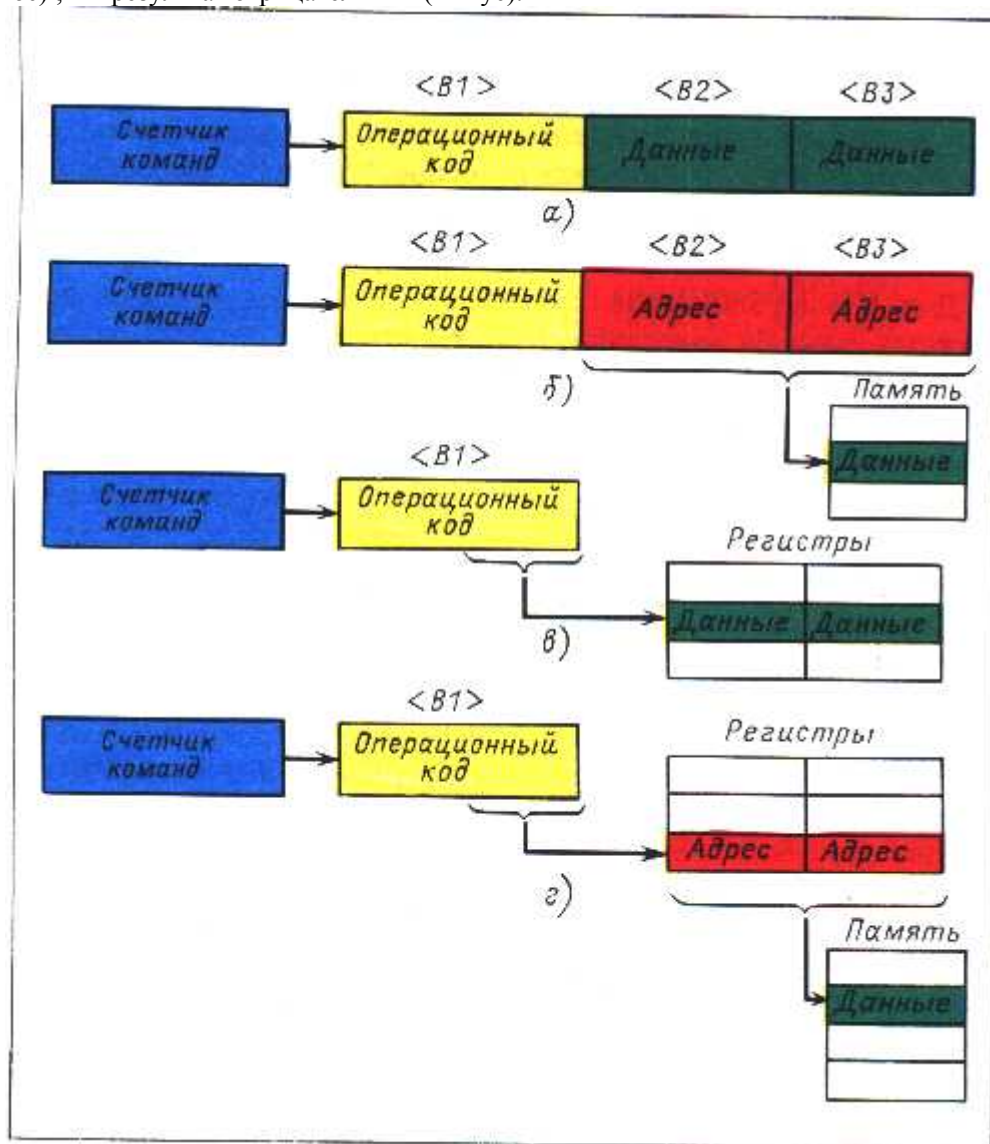 <B1> <B2> <B3>
Счетчик команд
Операционный код
Данные
Данные
а)
<B1> <B2> <B3>
Счетчик команд
Операционный код
Адрес
Адрес
б)
Память
Данные
<B1>
Счетчик команд
Операционный код
Регистры
Данные
Данные
в)
<B1>
Счетчик команд
Операционный код
Регистры
Адрес
Адрес
г)
Память
Данные